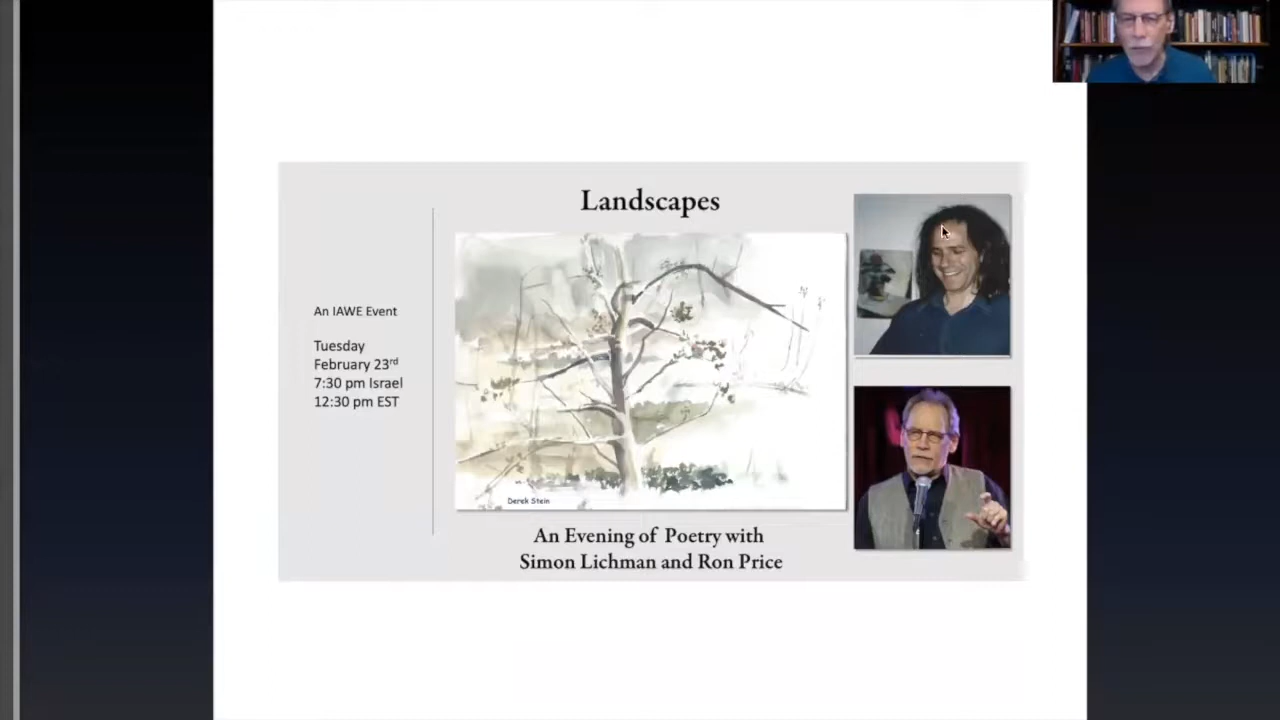 Landscapes
An IAWE Event
Tuesday
February 23rd
7:30 pm Israel
12:30 pm EST
Derek Stein
An Evening of Poetry with
Simon Lichman and Ron Price